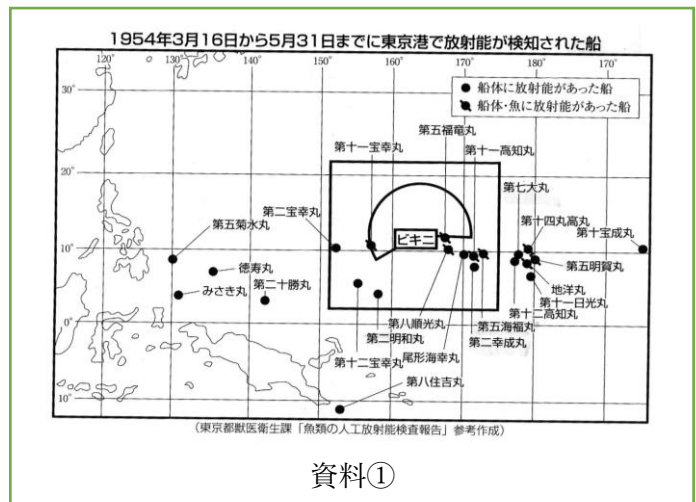 1954年3月16日から5月31日までに東京港で放射能が検知された船
120° 130° 140° 150° 160° 170° 180° 170°
● 船体に放射能があった船
船体・魚に放射能があった船
30°
20°
10°
0°
10°
第五福竜丸
第十一宝幸丸
第十一高知丸
第七大丸
第二宝幸丸
第十四丸高丸
第十宝成丸
第五菊水丸
ビキニ
徳寿丸
第五明賀丸
みさき丸
第二十勝丸
地洋丸
第十一日光丸
第八順光丸
第十二高知丸
第二明和丸
第五海福丸
尾形海幸丸
第二幸成丸
第十二宝幸丸
第八住吉丸
(東京都獣医衛生課「魚類の人工放射能検査報告」参考作成)
資料①